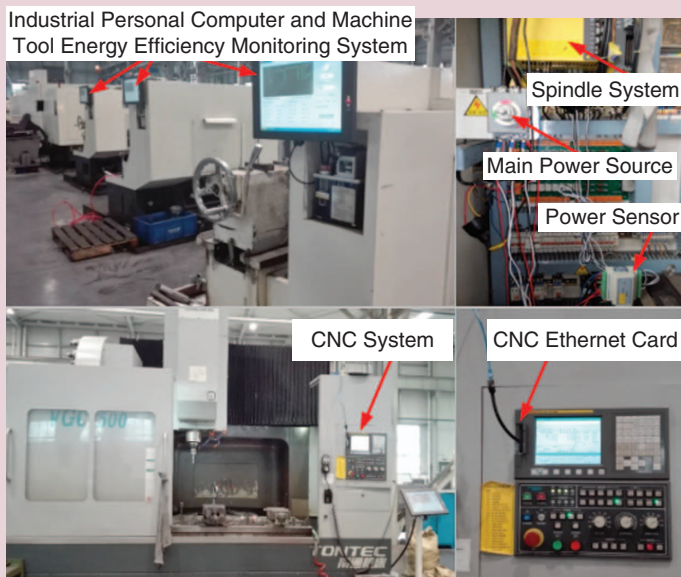 Industrial Personal Computer and Machine
Tool Energy Efficiency Monitoring System
Spindle System
Main Power Source
Power Sensor
CNC System
CNC Ethernet Card
TONTEC